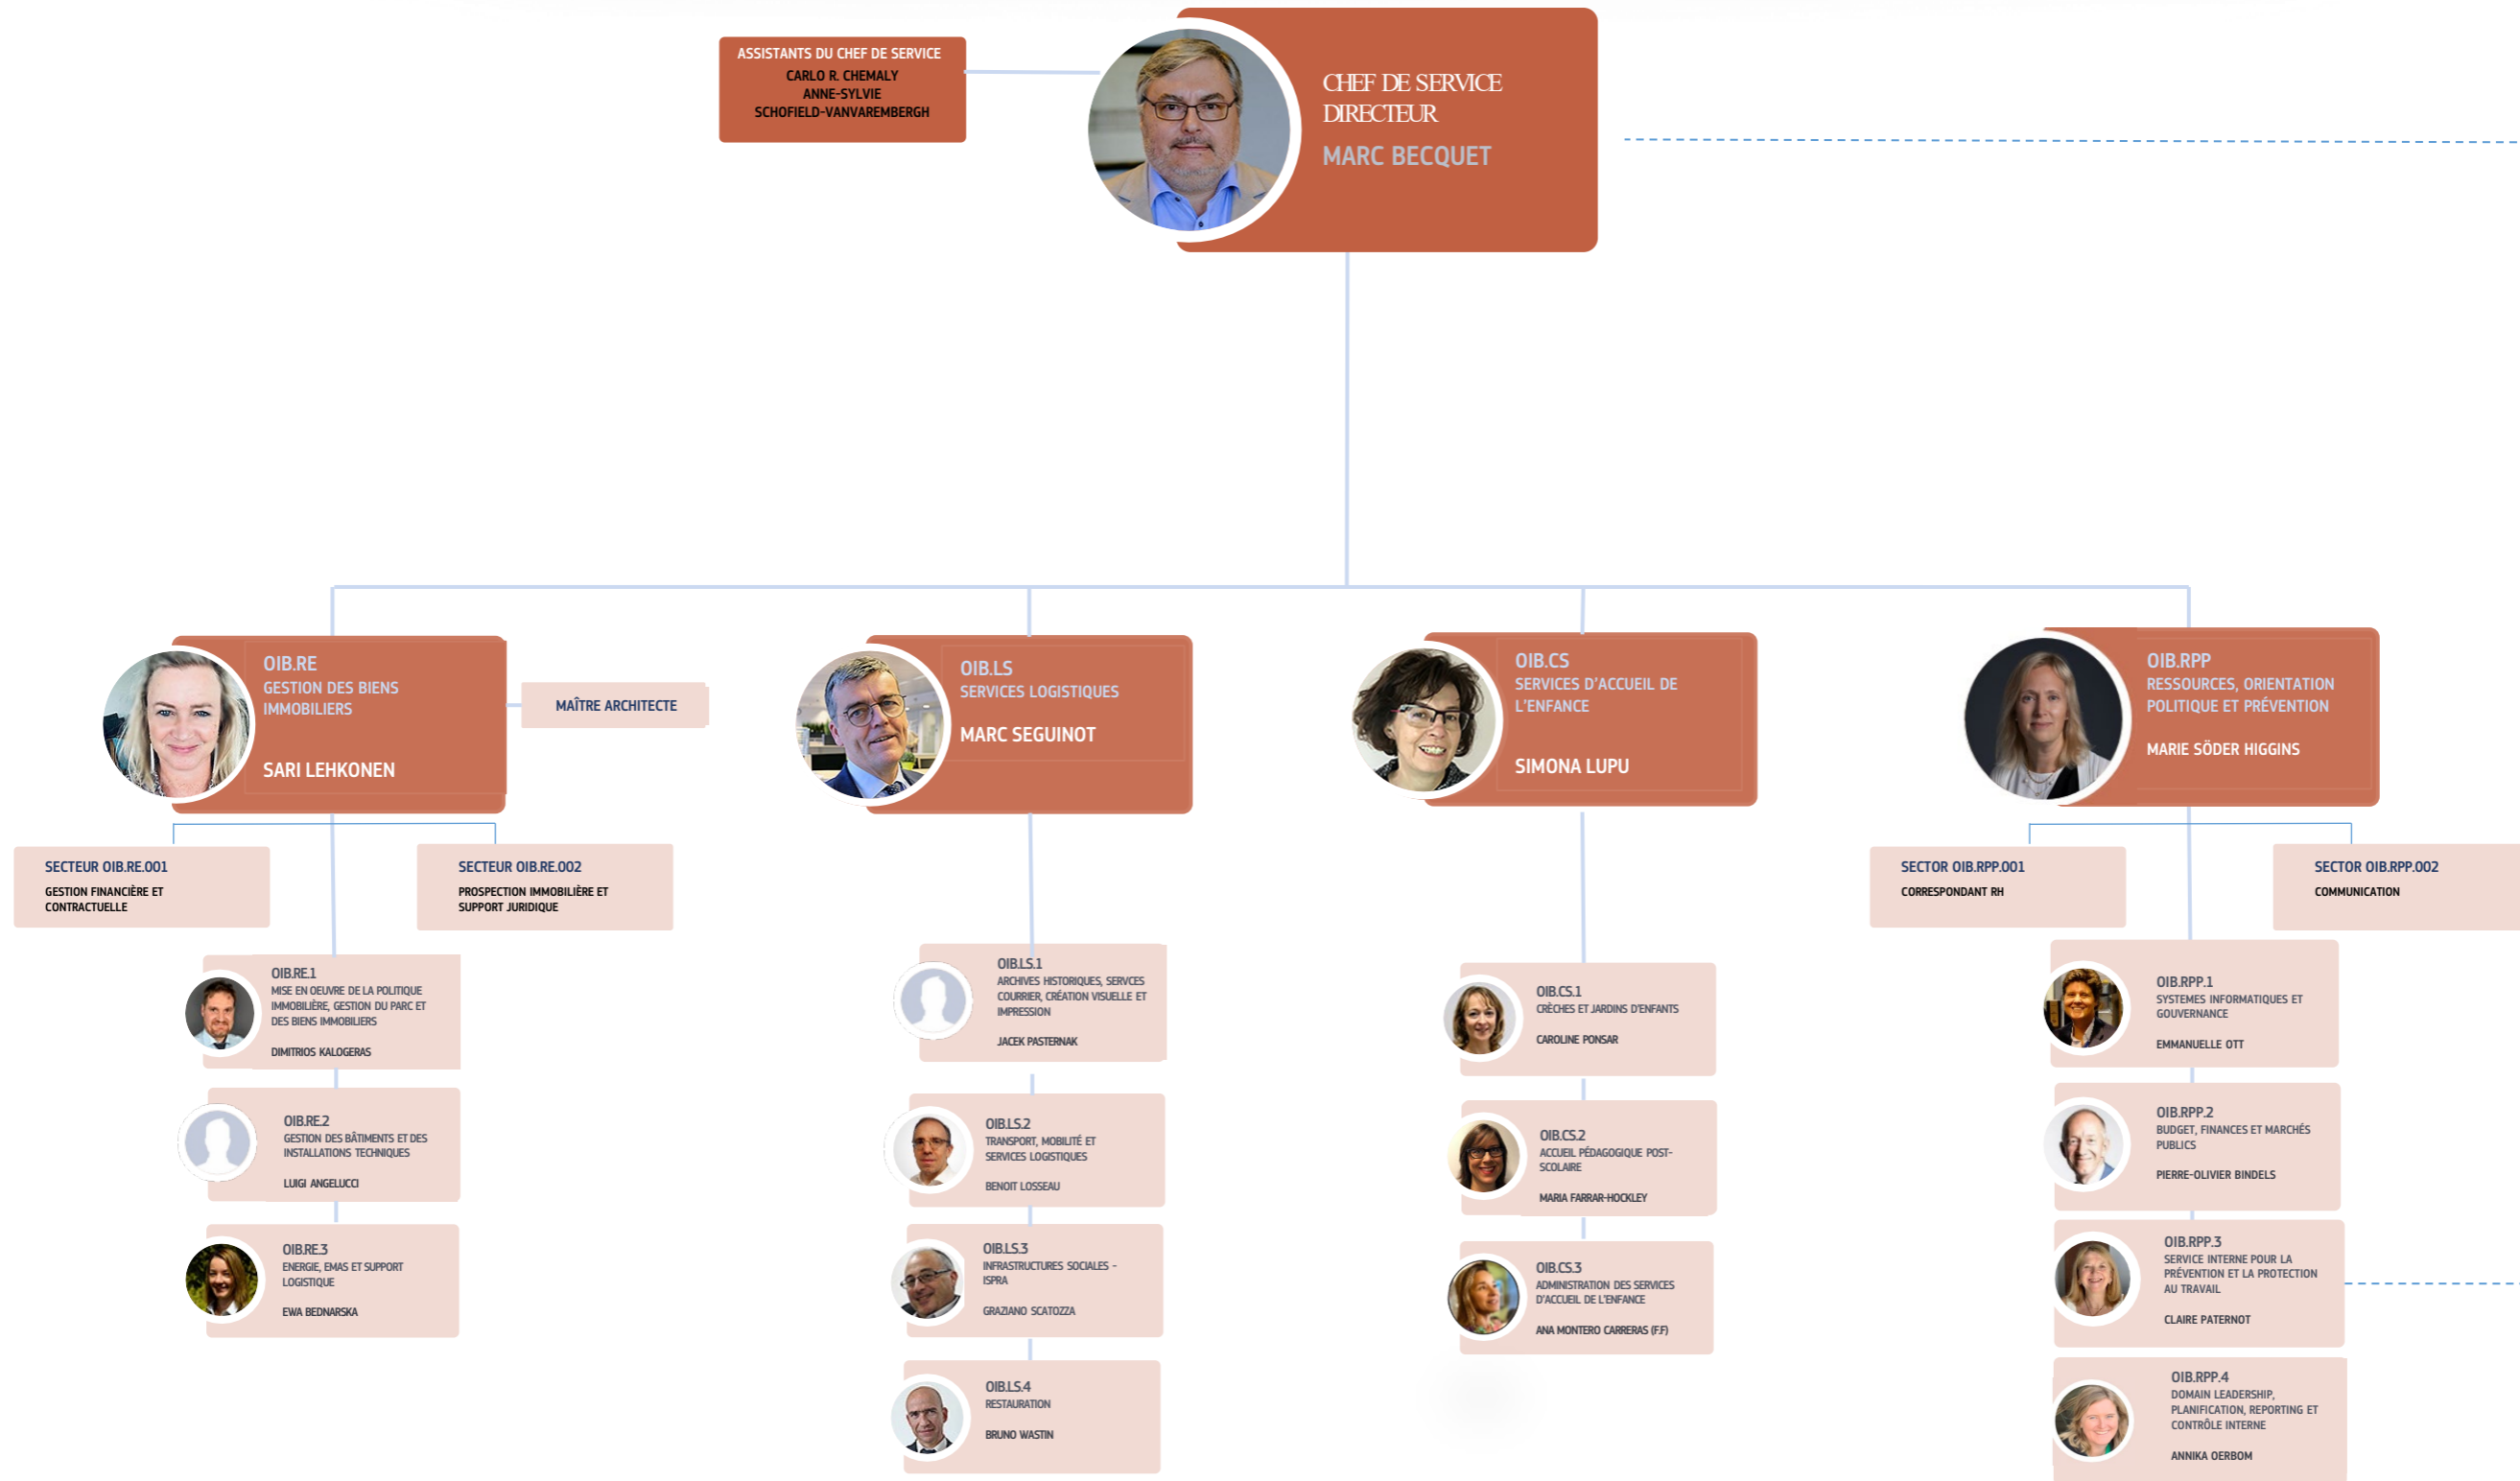 ASSISTANTS DU CHEF DE SERVICE
CARLO R. CHEMALY
ANNE-SYLVIE
SCHOFIELD-VANVAREMBERGH
CHEF DE SERVICE
DIRECTEUR
MARC BECQUET
OIB.RE
GESTION DES BIENS
IMMOBILIERS
SARI LEHKONEN
MAÎTRE ARCHITECTE
OIB.LS
SERVICES LOGISTIQUES
MARC SEGUINOT
OIB.CS
SERVICES D'ACCUEIL DE
L'ENFANCE
SIMONA LUPU
OIB.RPP
RESSOURCES, ORIENTATION
POLITIQUE ET PRÉVENTION
MARIE SÖDER HIGGINS
SECTEUR OIB.RE.001
GESTION FINANCIÈRE ET
CONTRACTUELLE
SECTEUR OIB.RE.002
PROSPECTION IMMOBILIÈRE ET
SUPPORT JURIDIQUE
SECTOR OIB.RPP.001
CORRESPONDANT RH
SECTOR OIB.RPP.002
COMMUNICATION
OIB.RE.1
MISE EN OEUVRE DE LA POLITIQUE
IMMOBILIÈRE, GESTION DU PARC ET
DES BIENS IMMOBILIERS
DIMITRIOS KALOGERAS
OIB.RE.2
GESTION DES BÂTIMENTS ET DES
INSTALLATIONS TECHNIQUES
LUIGI ANGELUCCI
OIB.RE.3
ENERGIE, EMAS ET SUPPORT
LOGISTIQUE
EWA BEDNARSKA
OIB.LS.1
ARCHIVES HISTORIQUES, SERVCES
COURRIER, CRÉATION VISUELLE ET
IMPRESSION
JACEK PASTERNAK
OIB.LS.2
TRANSPORT, MOBILITÉ ET
SERVICES LOGISTIQUES
BENOIT LOSSEAU
OIB.LS.3
INFRASTRUCTURES SOCIALES -
ISPRA
GRAZIANO SCATOZZA
OIB.LS.4
RESTAURATION
BRUNO WASTIN
OIB.CS.1
CRÈCHES ET JARDINS D'ENFANTS
CAROLINE PONSAR
OIB.CS.2
ACCUEIL PÉDAGOGIQUE POST-
SCOLAIRE
MARIA FARRAR-HOCKLEY
OIB.CS.3
ADMINISTRATION DES SERVICES
D'ACCUEIL DE L'ENFANCE
ANA MONTERO CARRERAS (F.F)
OIB.RPP.1
SYSTEMES INFORMATIQUES ET
GOUVERNANCE
EMMANUELLE OTT
OIB.RPP.2
BUDGET, FINANCES ET MARCHÉS
PUBLICS
PIERRE-OLIVIER BINDELS
OIB.RPP.3
SERVICE INTERNE POUR LA
PRÉVENTION ET LA PROTECTION
AU TRAVAIL
CLAIRE PATERNOT
OIB.RPP.4
DOMAIN LEADERSHIP,
PLANIFICATION, REPORTING ET
CONTRÔLE INTERNE
ANNIKA OERBOM